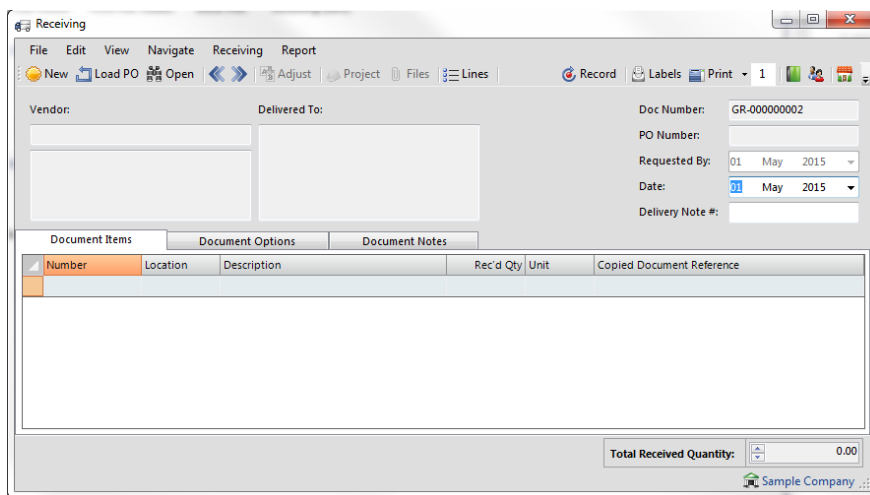 Receiving
File Edit View Navigate Receiving Report
New Load PO Open Adjust Project Files Lines Record Labels Print 1
Vendor: Delivered To: Doc Number: GR-000000002
PO Number:
Requested By: 01 May 2015
Date: 01 May 2015
Delivery Note #:
Document Items Document Options Document Notes
Number Location Description Rec'd Qty Unit Copied Document Reference
Total Received Quantity: 0.00
Sample Company